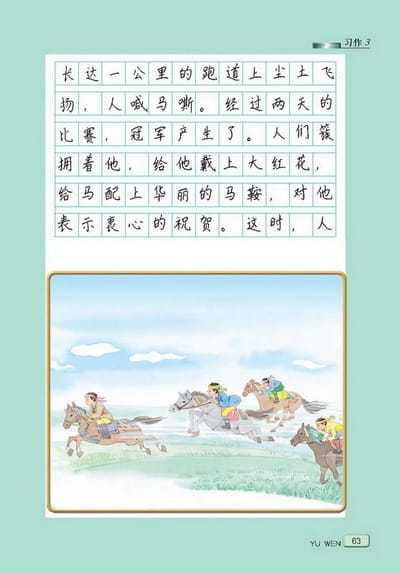 习作3
长达一公里的跑道上尘土飞
扬，人喊马嘶。经过两天的
比赛，冠军产生了。人们簇
拥着他，给他戴上大红花，
给马配上华丽的马鞍，对他
表示衷心的祝贺。这时，人
YU WEN 63